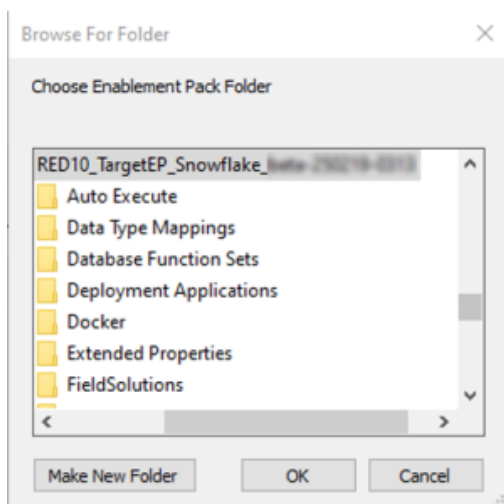 Browse For Folder
Choose Enablement Pack Folder
RED10_TargetEP_Snowflake_
Auto Execute
Data Type Mappings
Database Function Sets
Deployment Applications
Docker
Extended Properties
FieldSolutions
Make New Folder OK Cancel